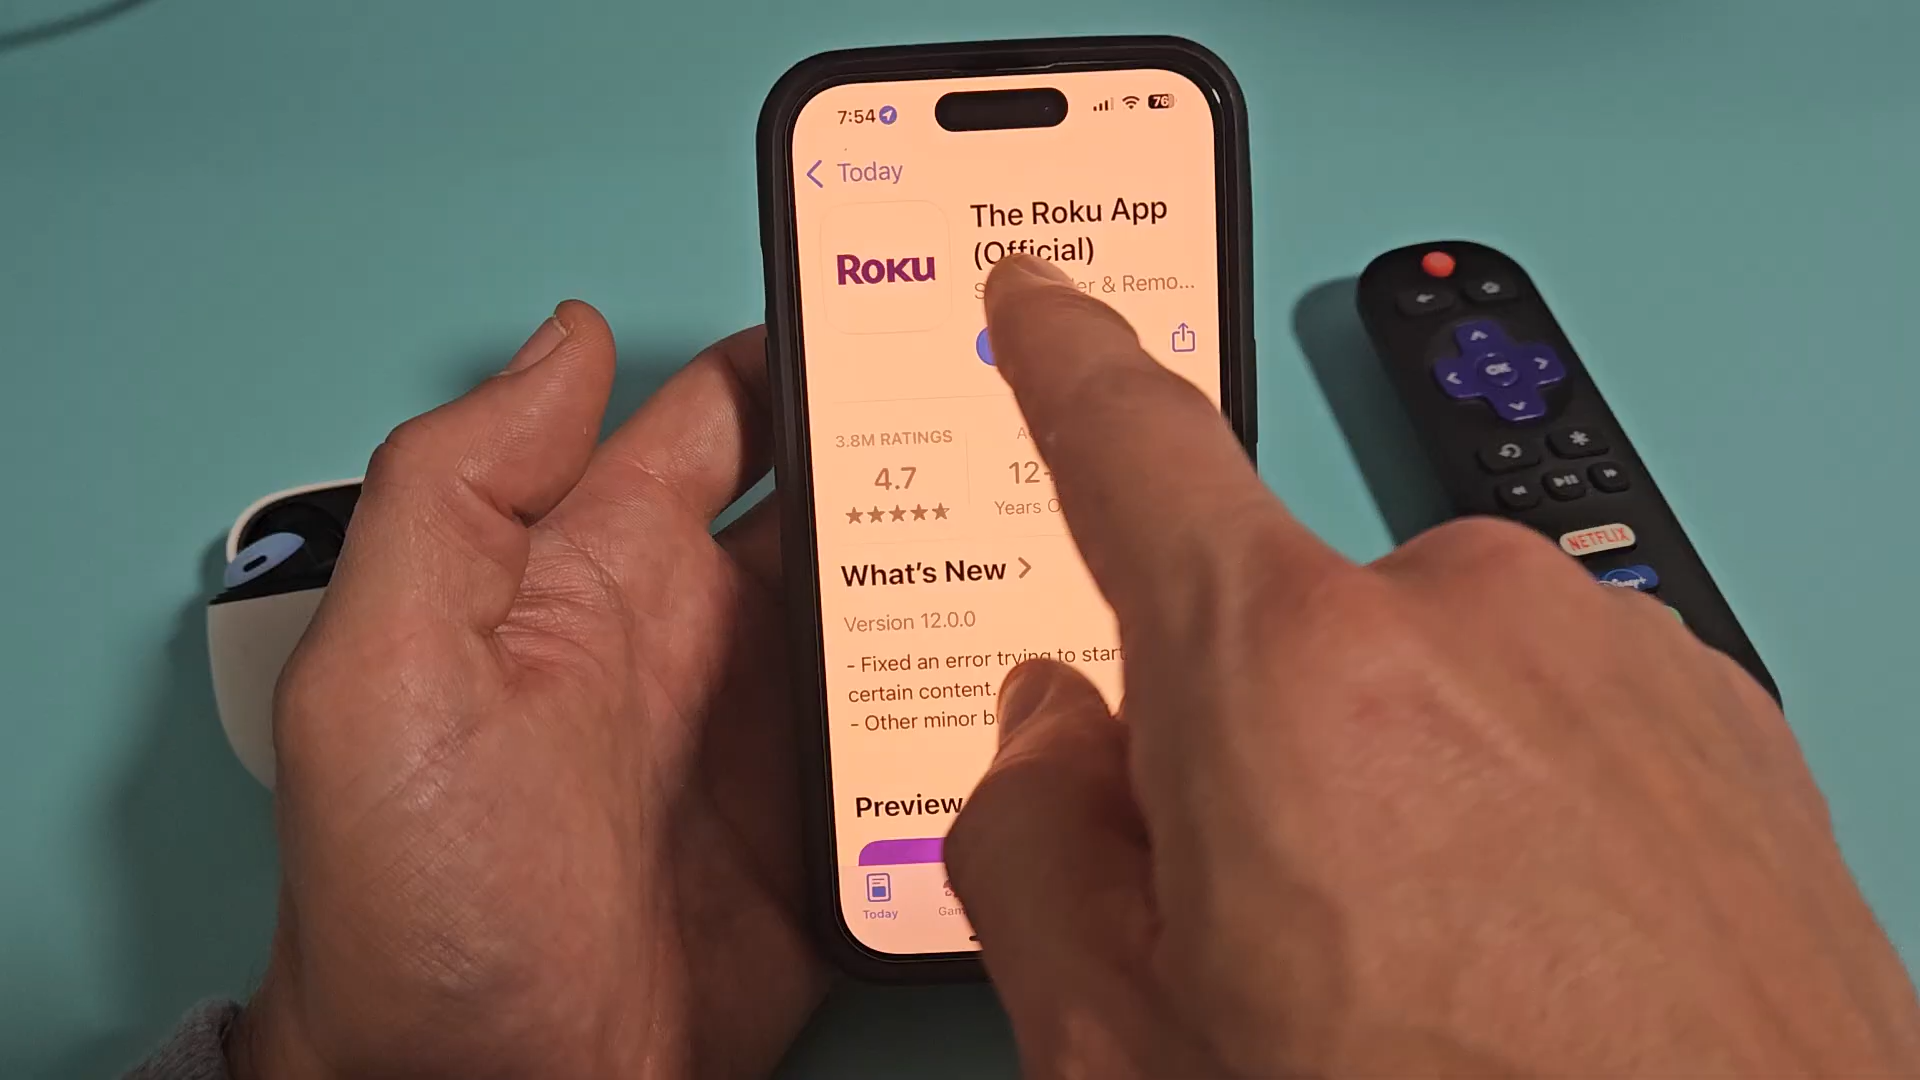 7:54
76
Today
The Roku App
(Official)
Roku
& Remo...
3.8M RATINGS
4.7
12+
Years
What's New
Version 12.0.0
- Fixed an error trying to start
certain content.
- Other minor
Preview
Today
OK
NETFLIX
Disney+